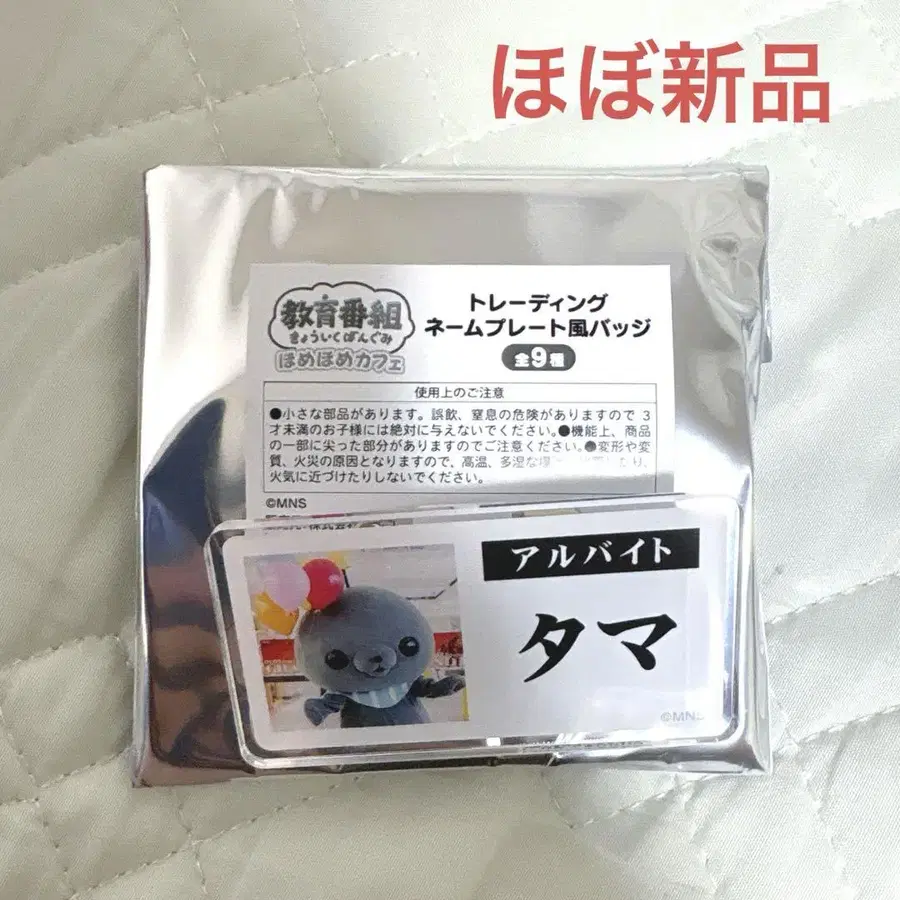 ほぼ新品
教育番組
きょういくばんぐみ
ほめほめカフェ
トレーディング
ネームプレート風バッジ
全9種
使用上のご注意
●小さな部品があります。誤飲、窒息の危険がありますので3
才未満のお子様には絶対に与えないでください。●機能上、商品
の一部に尖った部分がありますのでご注意ください。●変形や変
質、火災の原因となりますので、高温、多湿な場
火気に近づけたりしないでください。
©MNS
アルバイト
タマ
©MNS